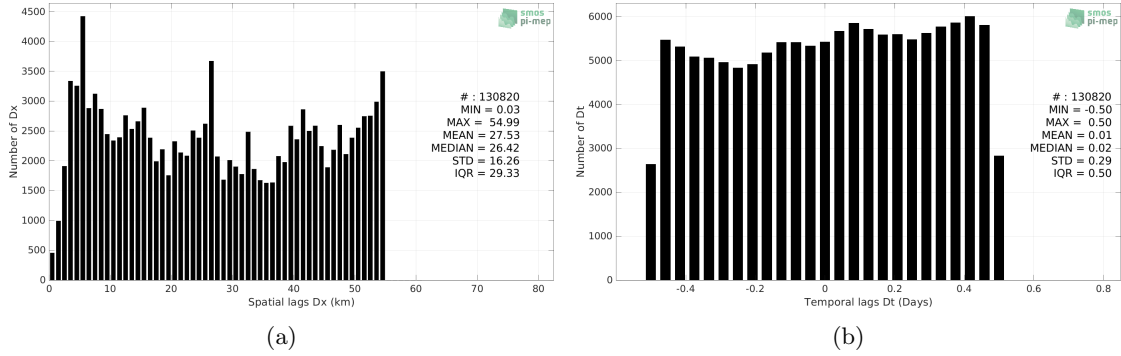 smos
pi-mep
4500
4000
3500
3000
2500
2000
1500
1000
500
0
Number of Dx
# : 130820
MIN = 0.03
MAX = 54.99
MEAN = 27.53
MEDIAN = 26.42
STD = 16.26
IQR = 29.33
0 10 20 30 40 50 60 70 80
Spatial lags Dx (km)
(a)
smos
pi-mep
6000
5000
4000
3000
2000
1000
0
Number of Dt
# : 130820
MIN = -0.50
MAX = 0.50
MEAN = 0.01
MEDIAN = 0.02
STD = 0.29
IQR = 0.50
-0.4 -0.2 0 0.2 0.4 0.6 0.8
Temporal lags Dt (Days)
(b)